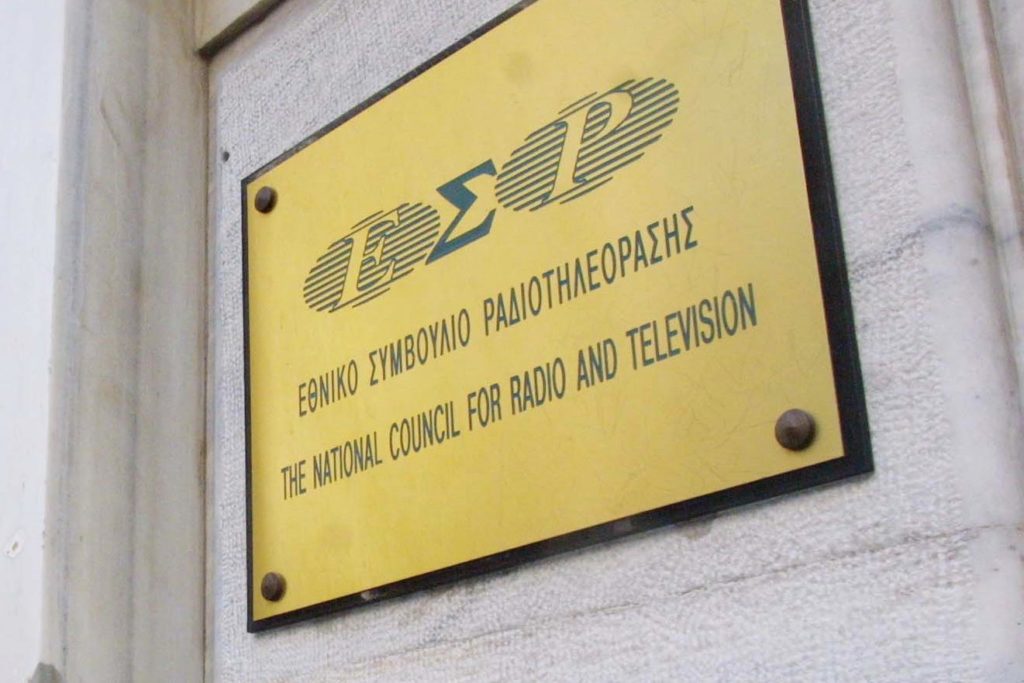 ΕΣΡ
ΕΘΝΙΚΟ ΣΥΜΒΟΥΛΙΟ ΡΑΔΙΟΤΗΛΕΟΡΑΣΗΣ
THE NATIONAL COUNCIL FOR RADIO AND TELEVISION